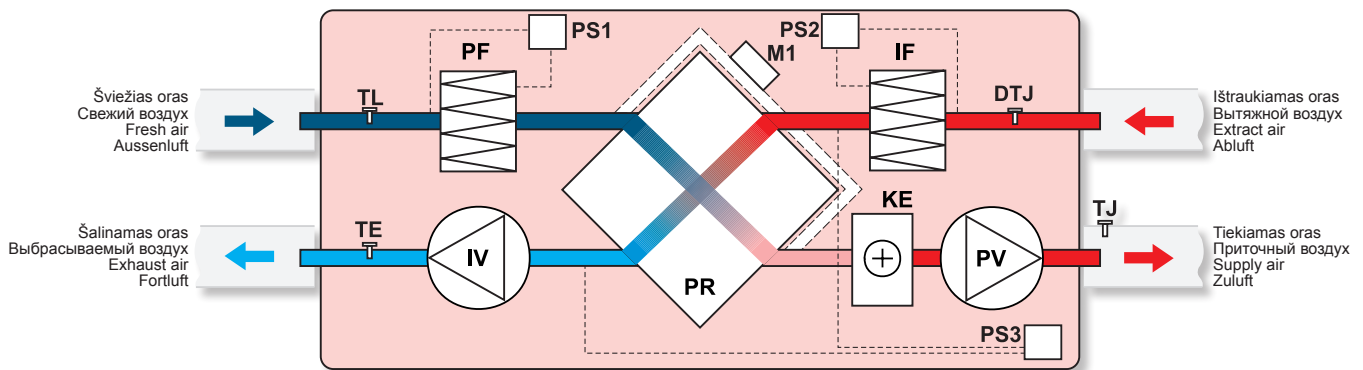 Šviežias oras
Свежий воздух
Fresh air
Aussenluft
TL
PF
PS1
M1
PS2
IF
DTJ
Ištraukiamas oras
Вытяжной воздух
Extract air
Abluft
Šalinamas oras
Выбрасываемый воздух
Exhaust air
Fortluft
TE
IV
PR
KE
PV
TJ
PS3
Tiekiamas oras
Приточный воздух
Supply air
Zuluft